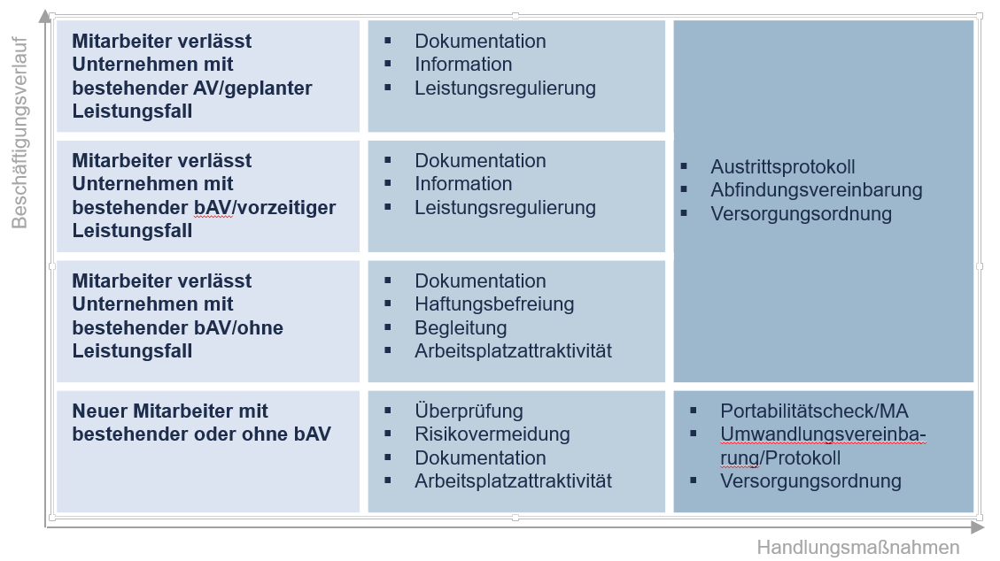 Beschäftigungsverlauf
Mitarbeiter verlässt
Unternehmen mit
bestehender AV/geplanter
Leistungsfall
▪ Dokumentation
▪ Information
▪ Leistungsregulierung
Mitarbeiter verlässt
Unternehmen mit
bestehender bAV/vorzeitiger
Leistungsfall
▪ Dokumentation
▪ Information
▪ Leistungsregulierung
Mitarbeiter verlässt
Unternehmen mit
bestehender bAV/ohne
Leistungsfall
▪ Dokumentation
▪ Haftungsbefreiung
▪ Begleitung
▪ Arbeitsplatzattraktivität
▪ Austrittsprotokoll
▪ Abfindungsvereinbarung
▪ Versorgungsordnung
Neuer Mitarbeiter mit
bestehender oder ohne bAV
▪ Überprüfung
▪ Risikovermeidung
▪ Dokumentation
▪ Arbeitsplatzattraktivität
▪ Portabilitätscheck/MA
▪ Umwandlungsvereinba-
rung/Protokoll
▪ Versorgungsordnung
Handlungsmaßnahmen